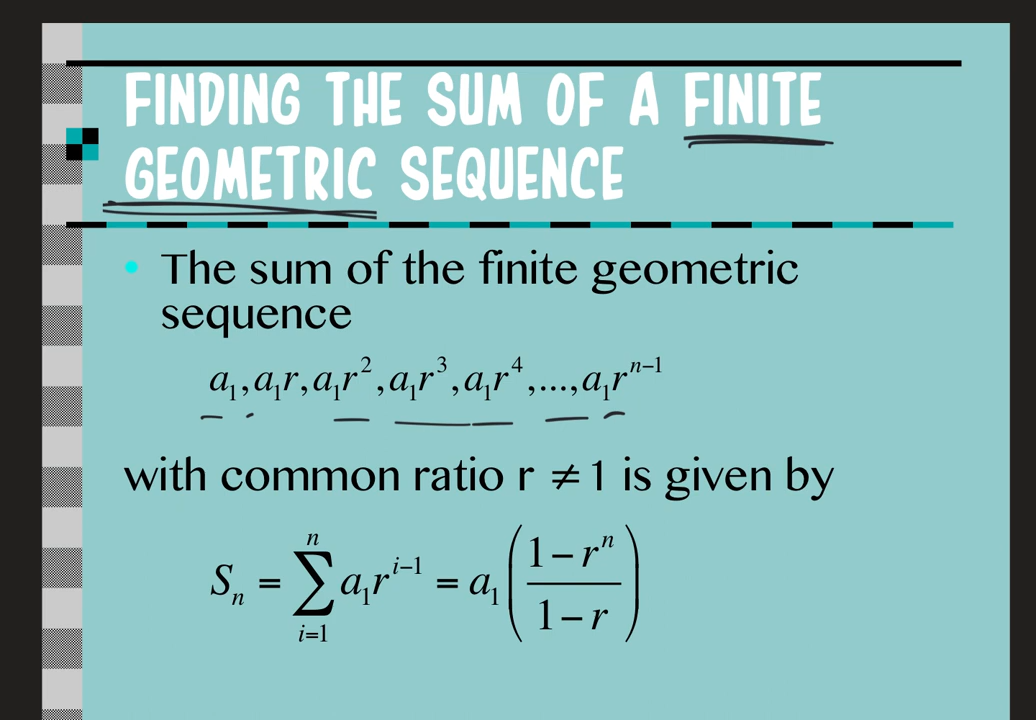 FINDING THE SUM OF A FINITE
GEOMETRIC SEQUENCE
• The sum of the finite geometric
sequence
a₁, a₁r, a₁r², a₁r³, a₁r⁴, ..., a₁rⁿ⁻¹
with common ratio r ≠ 1 is given by
Sₙ = ∑ᵢ₌₁ⁿ a₁rⁱ⁻¹ = a₁((1 − rⁿ)/(1 − r))